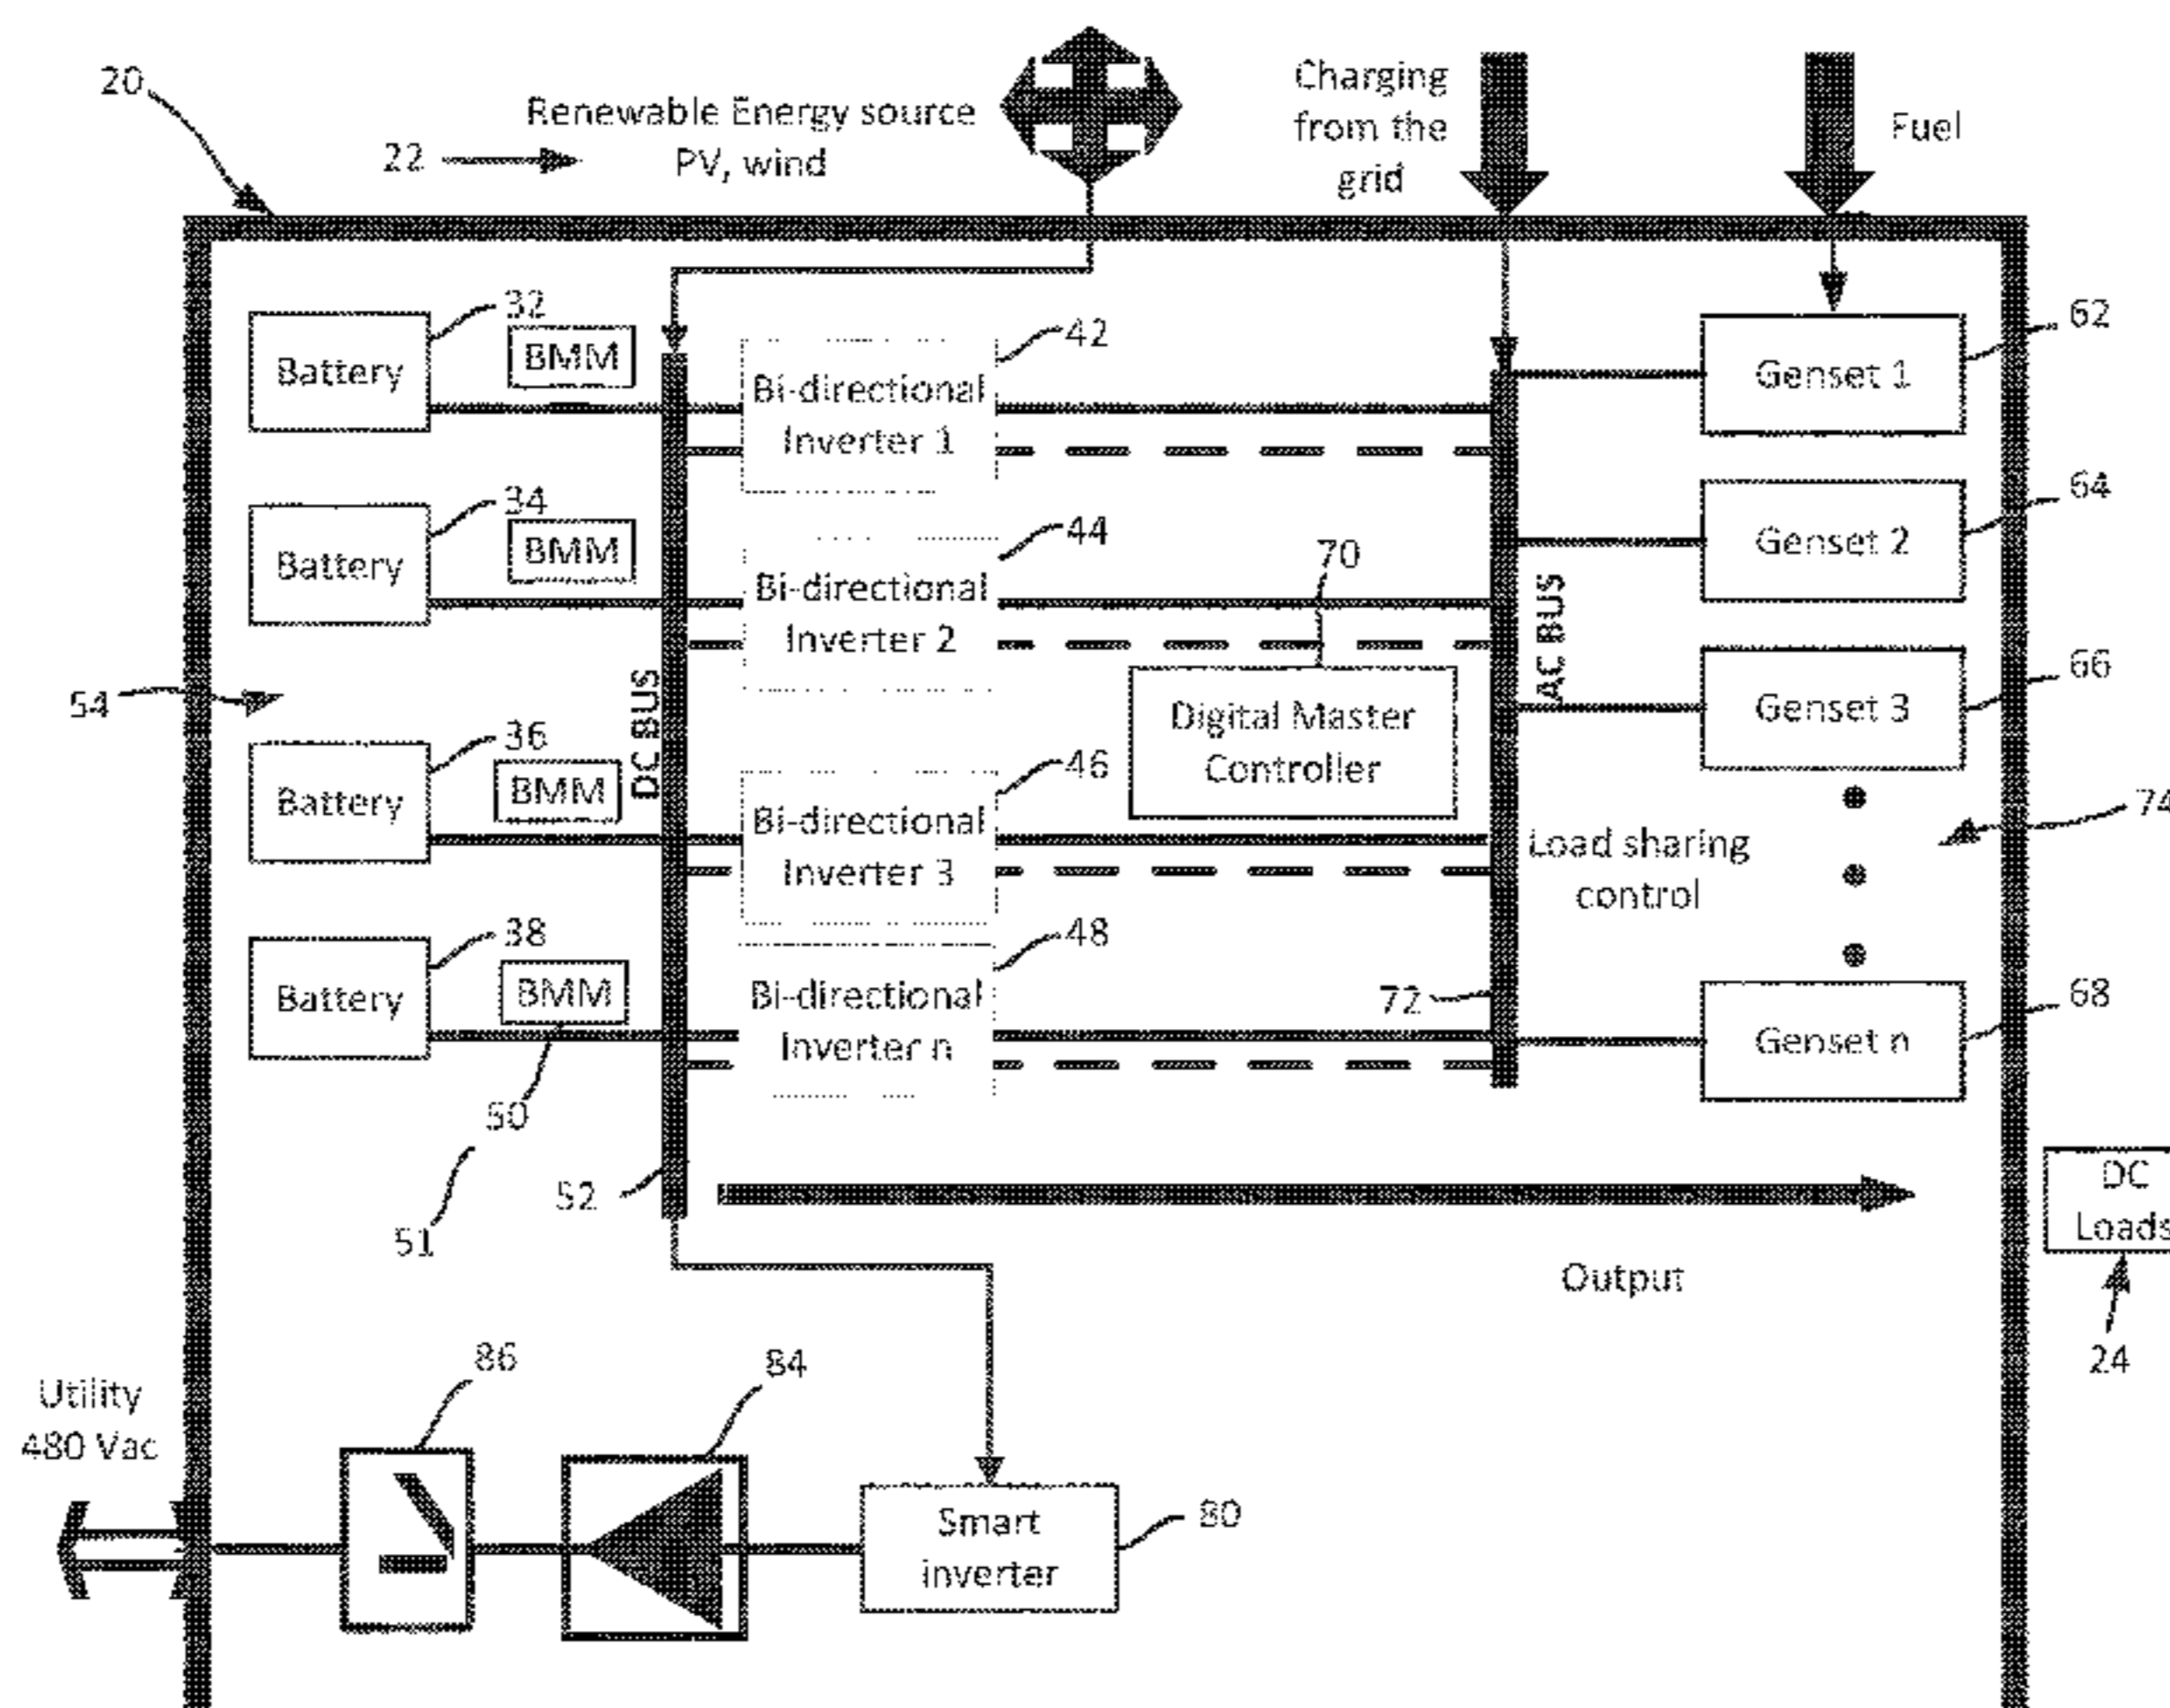 20
Renewable Energy source
22
PV, wind
Charging
from the
grid
Fuel
32
Battery
BMM
42
Bi-directional
Inverter 1
62
Genset 1
34
Battery
BMM
44
Bi-directional
Inverter 2
70
64
Genset 2
AC BUS
54
DC BUS
36
Battery
BMM
46
Bi-directional
Inverter 3
Digital Master
Controller
66
Genset 3
74
Load sharing
control
38
Battery
BMM
48
Bi-directional
Inverter n
72
68
Genset n
50
51
52
Output
DC
Loads
24
Utility
480 Vac
86
84
Smart
inverter
80